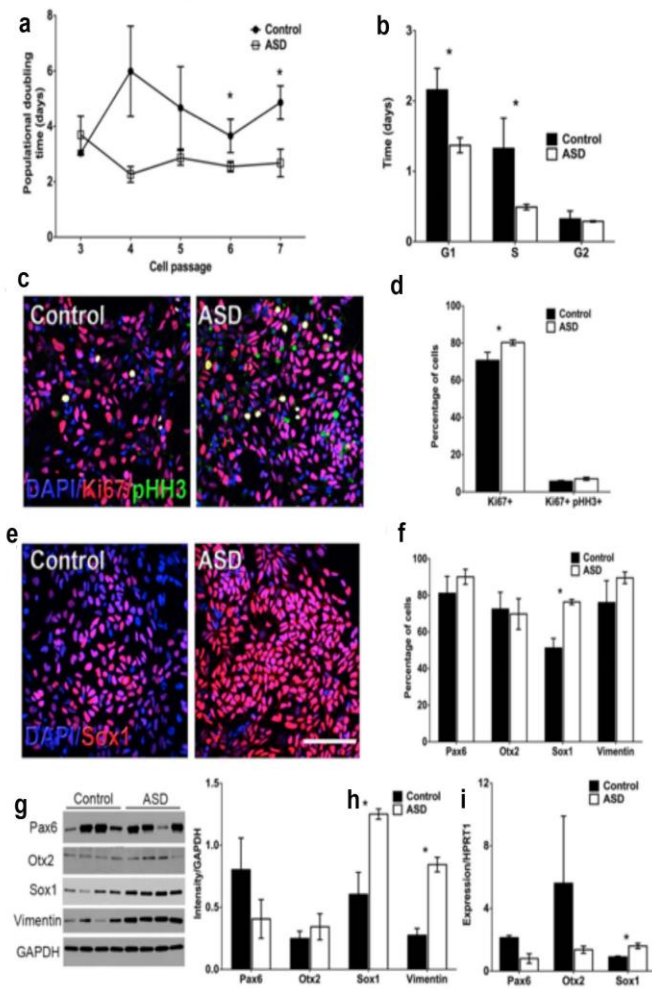 a
Populational doubling
time (days)
8
6
4
2
0
3 4 5 6 7
Cell passage
Control
ASD
* *
b
Time (days)
3
2
1
0
G1 S G2
Control
ASD
* *
c
Control ASD
DAPI/Ki67/pHH3
d
Percentage of cells
100
80
60
40
20
0
Ki67+ Ki67+ pHH3+
Control
ASD
*
e
Control ASD
DAPI/Sox1
f
Percentage of cells
100
80
60
40
20
0
Pax6 Otx2 Sox1 Vimentin
Control
ASD
*
g
Control ASD
Pax6
Otx2
Sox1
Vimentin
GAPDH
h
Intensity/GAPDH
1.5
1.0
0.5
0.0
Pax6 Otx2 Sox1 Vimentin
Control
ASD
* *
i
Expression/HPRT1
12
8
4
0
Pax6 Otx2 Sox1
Control
ASD
*